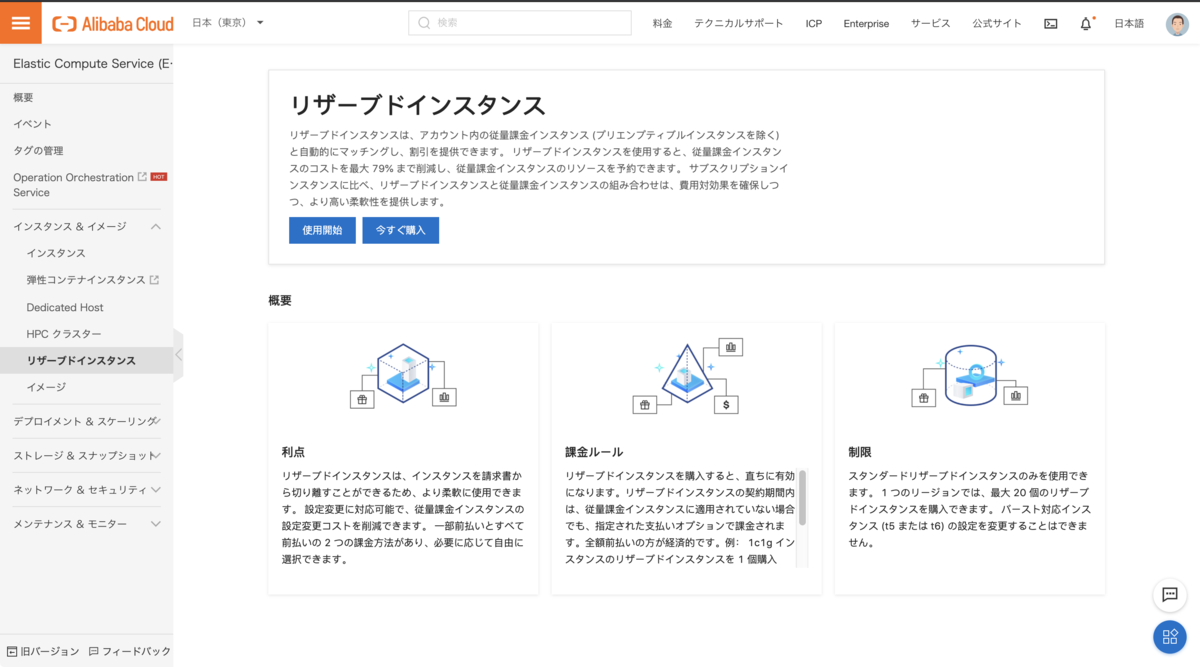 Alibaba Cloud
日本（東京）
検索
料金
テクニカルサポート
ICP
Enterprise
サービス
公式サイト
日本語
Elastic Compute Service (E·
概要
イベント
タグの管理
Operation Orchestration
HOT
Service
インスタンス & イメージ
インスタンス
弾性コンテナインスタンス
Dedicated Host
HPC クラスター
リザーブドインスタンス
イメージ
デプロイメント & スケーリング
ストレージ & スナップショット
ネットワーク & セキュリティ
メンテナンス & モニター
旧バージョン
フィードバック
リザーブドインスタンス
リザーブドインスタンスは、アカウント内の従量課金インスタンス (プリエンプティブルインスタンスを除く)
と自動的にマッチングし、割引を提供できます。 リザーブドインスタンスを使用すると、従量課金インスタン
スのコストを最大 79% まで削減し、従量課金インスタンスのリソースを予約できます。 サブスクリプションイ
ンスタンスに比べ、リザーブドインスタンスと従量課金インスタンスの組み合わせは、費用対効果を確保しつ
つ、より高い柔軟性を提供します。
使用開始
今すぐ購入
概要
利点
リザーブドインスタンスは、インスタンスを請求書か
ら切り離すことができるため、より柔軟に使用できま
す。 設定変更に対応可能で、従量課金インスタンスの
設定変更コストを削減できます。 一部前払いとすべて
前払いの 2 つの課金方法があり、必要に応じて自由に
選択できます。
$
課金ルール
リザーブドインスタンスを購入すると、直ちに有効
になります。リザーブドインスタンスの契約期間内
は、従量課金インスタンスに適用されていない場合
でも、指定された支払いオプションで課金されま
す。全額前払いの方が経済的です。例： 1c1g イン
スタンスのリザーブドインスタンスを 1 個購入
制限
スタンダードリザーブドインスタンスのみを使用でき
ます。 1 つのリージョンでは、最大 20 個のリザーブ
ドインスタンスを購入できます。 バースト対応インス
タンス (t5 または t6) の設定を変更することはできま
せん。